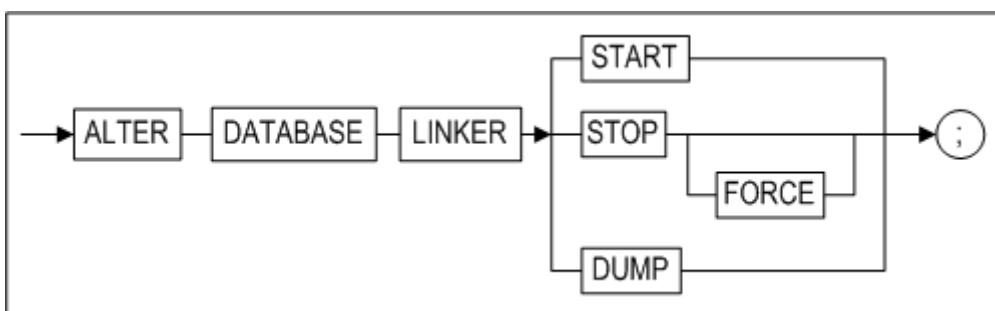 START
ALTER DATABASE LINKER STOP ;
FORCE
DUMP